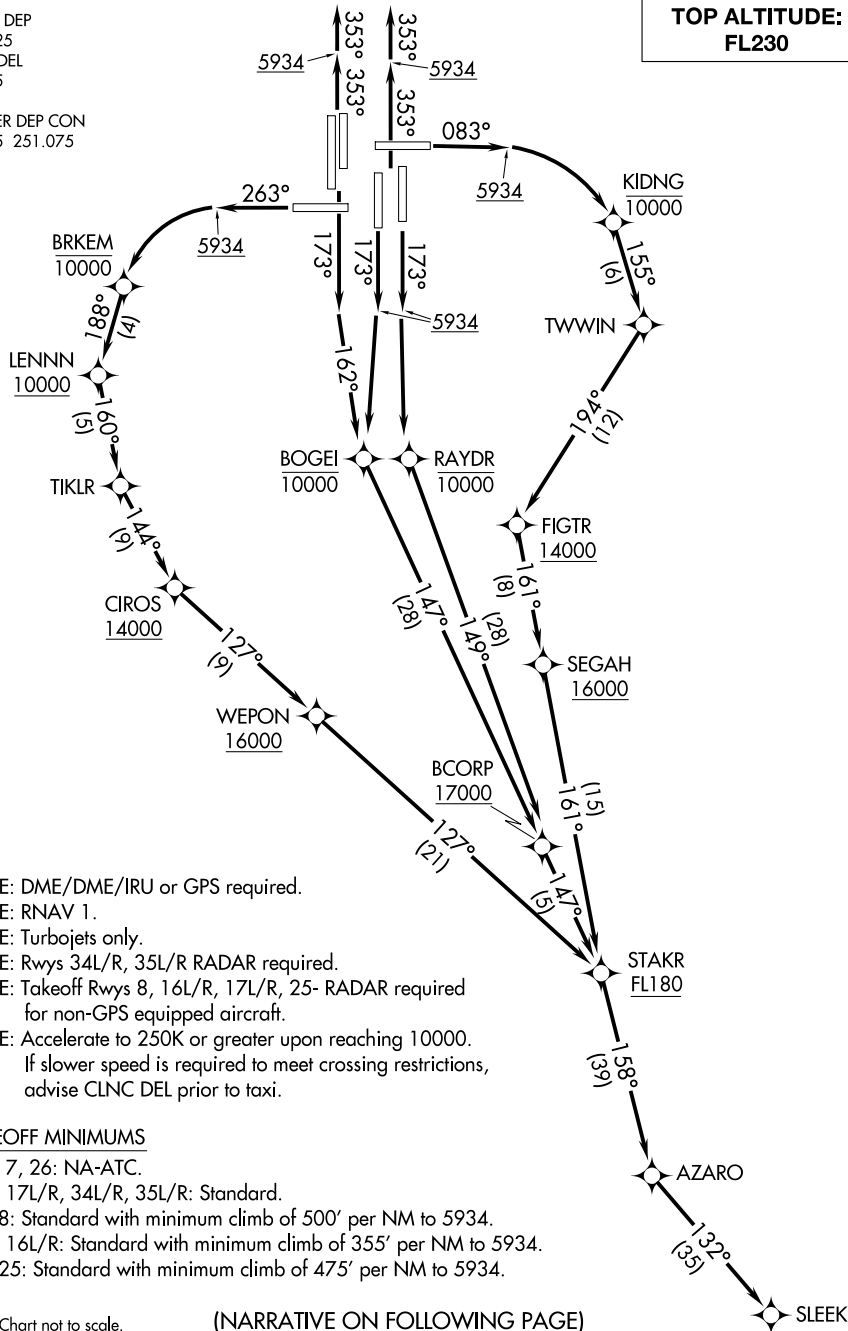 DEP
25
DEL
5
ER DEP CON
5 251.075
TOP ALTITUDE:
FL230
353°
353°
5934
5934
353°
353°
083°
5934
KIDNG
10000
263°
5934
BRKEM
10000
173°
173°
173°
155°
(6)
188°
(4)
5934
TWWIN
LENNN
10000
162°
160°
(5)
194°
(12)
BOGEI
10000
RAYDR
10000
TIKLR
144°
(9)
FIGTR
14000
CIROS
14000
147°
(28)
149°
(28)
161°
(8)
127°
(9)
SEGAH
16000
WEPON
16000
BCORP
17000
161°
(15)
127°
(21)
147°
(5)
E: DME/DME/IRU or GPS required.
E: RNAV 1.
E: Turbojets only.
E: Rwys 34L/R, 35L/R RADAR required.
E: Takeoff Rwys 8, 16L/R, 17L/R, 25- RADAR required
for non-GPS equipped aircraft.
E: Accelerate to 250K or greater upon reaching 10000.
If slower speed is required to meet crossing restrictions,
advise CLNC DEL prior to taxi.
STAKR
FL180
158°
(39)
EOFF MINIMUMS
7, 26: NA-ATC.
17L/R, 34L/R, 35L/R: Standard.
8: Standard with minimum climb of 500' per NM to 5934.
16L/R: Standard with minimum climb of 355' per NM to 5934.
25: Standard with minimum climb of 475' per NM to 5934.
AZARO
132°
(35)
SLEEK
Chart not to scale.
(NARRATIVE ON FOLLOWING PAGE)